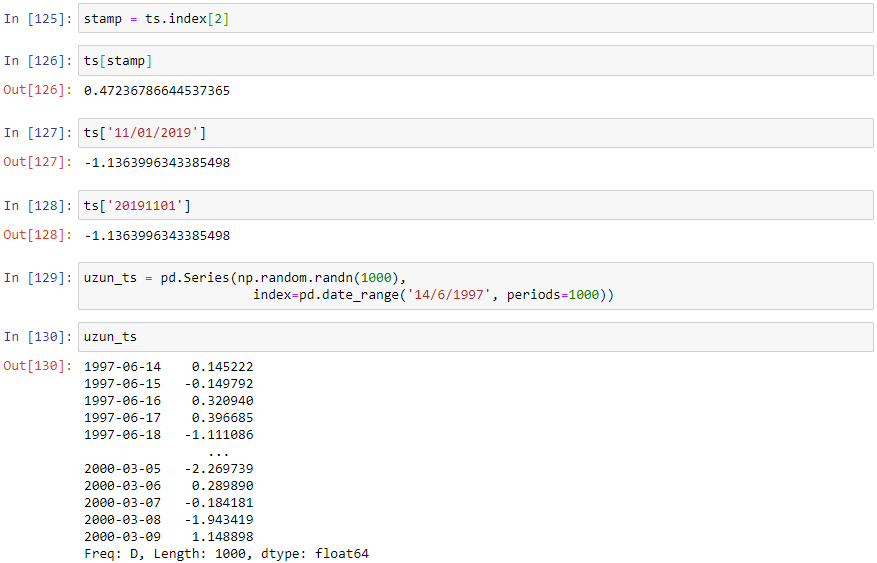 In [125]: stamp = ts.index[2]
In [126]: ts[stamp]
Out[126]: 0.47236786644537365
In [127]: ts['11/01/2019']
Out[127]: -1.1363996343385498
In [128]: ts['20191101']
Out[128]: -1.1363996343385498
In [129]: uzun_ts = pd.Series(np.random.randn(1000),
index=pd.date_range('14/6/1997', periods=1000))
In [130]: uzun_ts
Out[130]: 1997-06-14    0.145222
1997-06-15   -0.149792
1997-06-16    0.320940
1997-06-17    0.396685
1997-06-18   -1.111086
...
2000-03-05   -2.269739
2000-03-06    0.289890
2000-03-07   -0.184181
2000-03-08   -1.943419
2000-03-09    1.148898
Freq: D, Length: 1000, dtype: float64